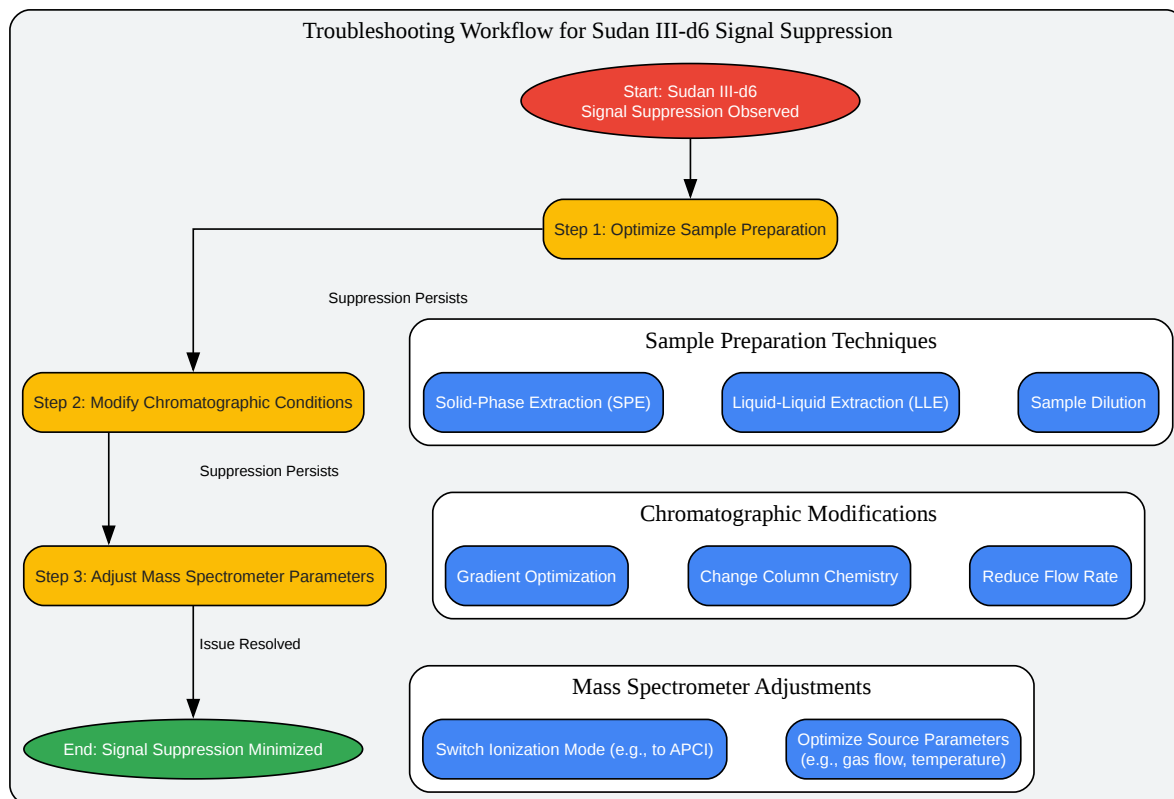 Troubleshooting Workflow for Sudan III-d6 Signal Suppression
Start: Sudan III-d6
Signal Suppression Observed
Step 1: Optimize Sample Preparation
Suppression Persists
Sample Preparation Techniques
Solid-Phase Extraction (SPE)
Liquid-Liquid Extraction (LLE)
Sample Dilution
Step 2: Modify Chromatographic Conditions
Suppression Persists
Chromatographic Modifications
Gradient Optimization
Change Column Chemistry
Reduce Flow Rate
Step 3: Adjust Mass Spectrometer Parameters
Issue Resolved
Mass Spectrometer Adjustments
Switch Ionization Mode (e.g., to APCI)
Optimize Source Parameters
(e.g., gas flow, temperature)
End: Signal Suppression Minimized